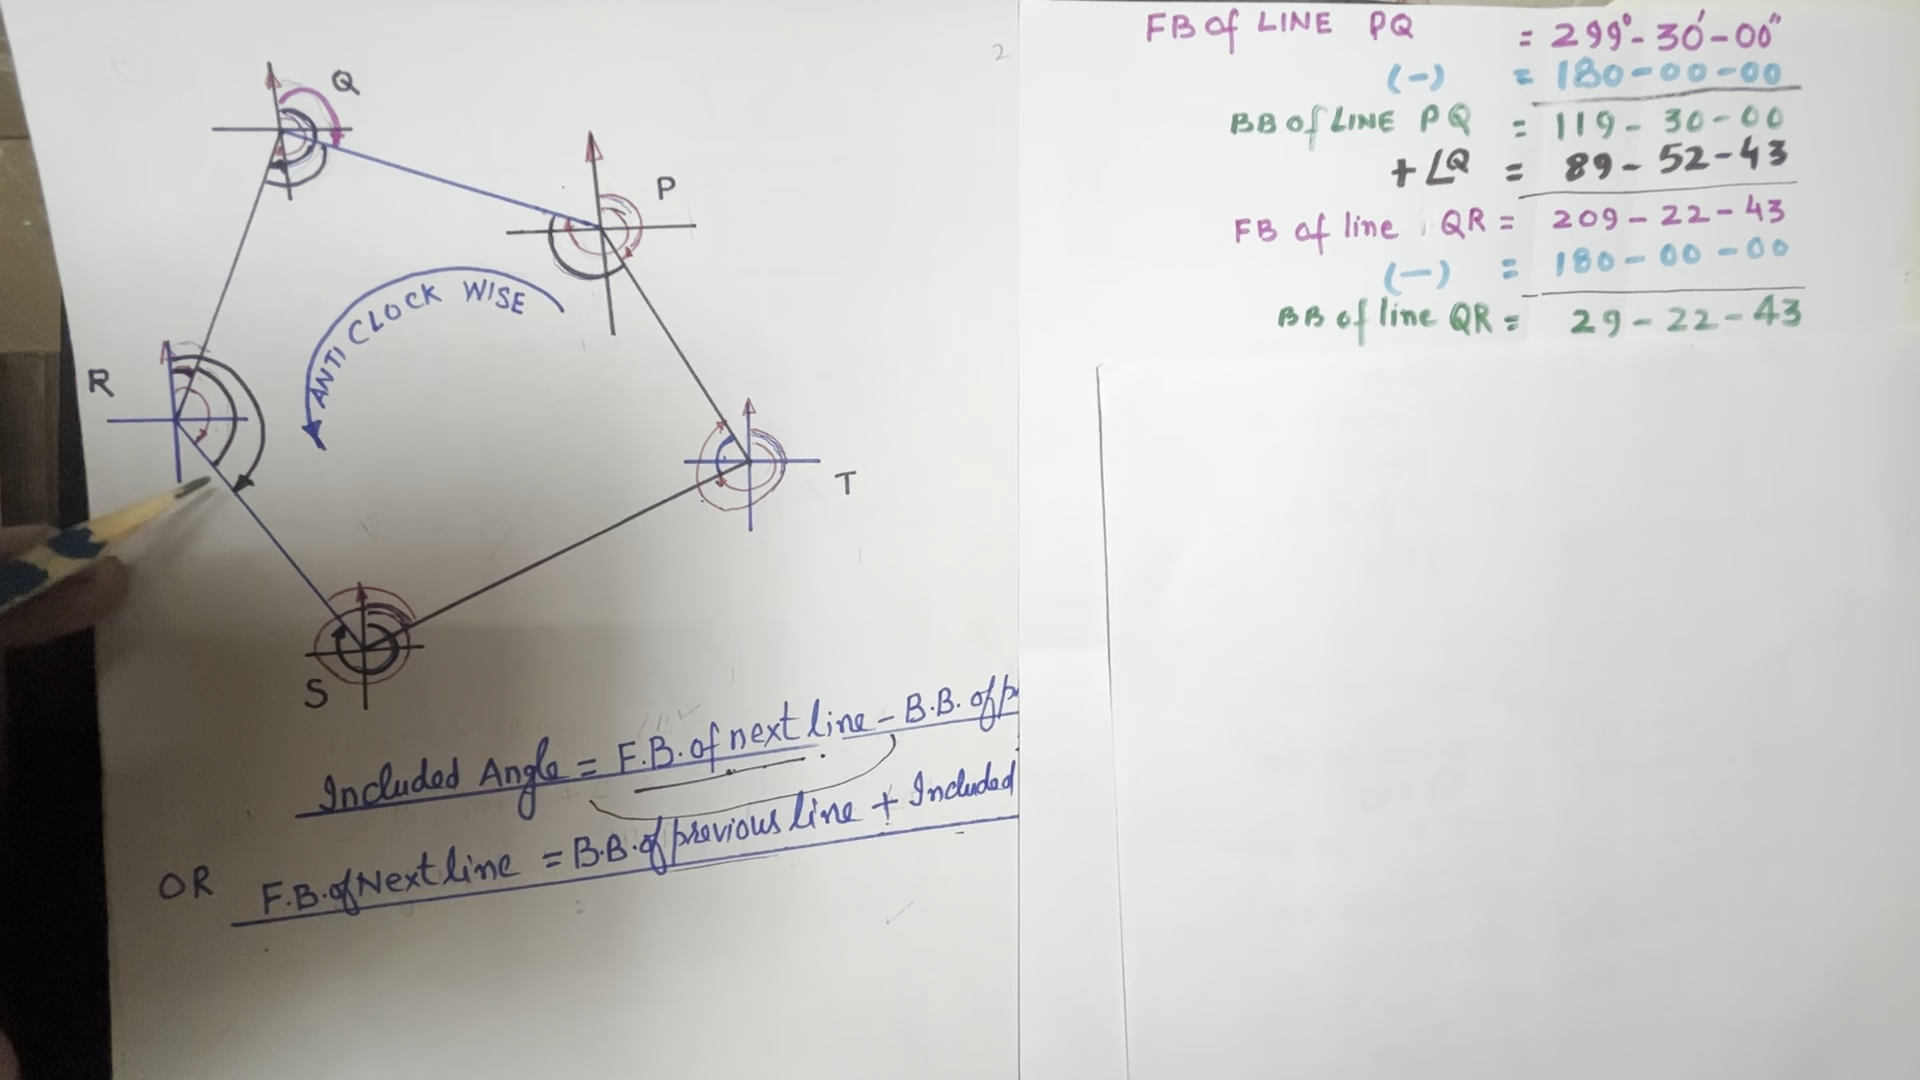 2
Q
P
ANTI CLOCK WISE
R
T
S
Included Angle = F.B. of next line - B.B. of p
OR F.B. of Next line = B.B. of previous line + Included
FB of LINE PQ = 299°- 30'- 00"
(-) = 180-00-00
BB of LINE PQ = 119- 30-00
+∠Q = 89-52-43
FB of line QR = 209-22-43
(-) = 180-00-00
BB of line QR = 29-22-43